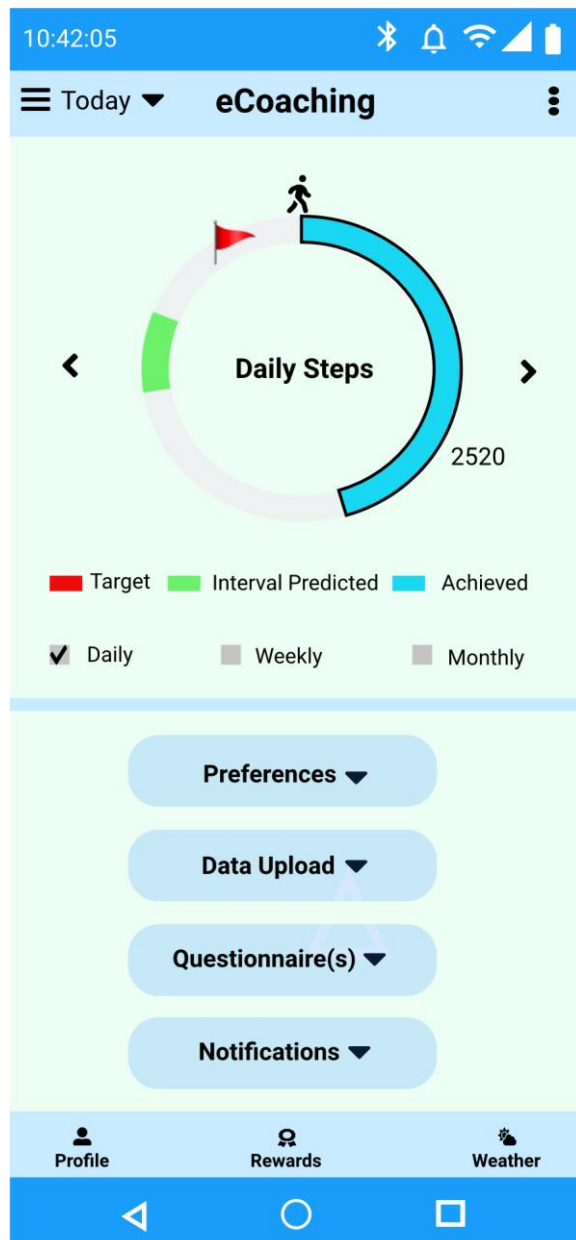 10:42:05
Today eCoaching
Daily Steps
2520
Target Interval Predicted Achieved
Daily Weekly Monthly
Preferences
Data Upload
Questionnaire(s)
Notifications
Profile Rewards Weather